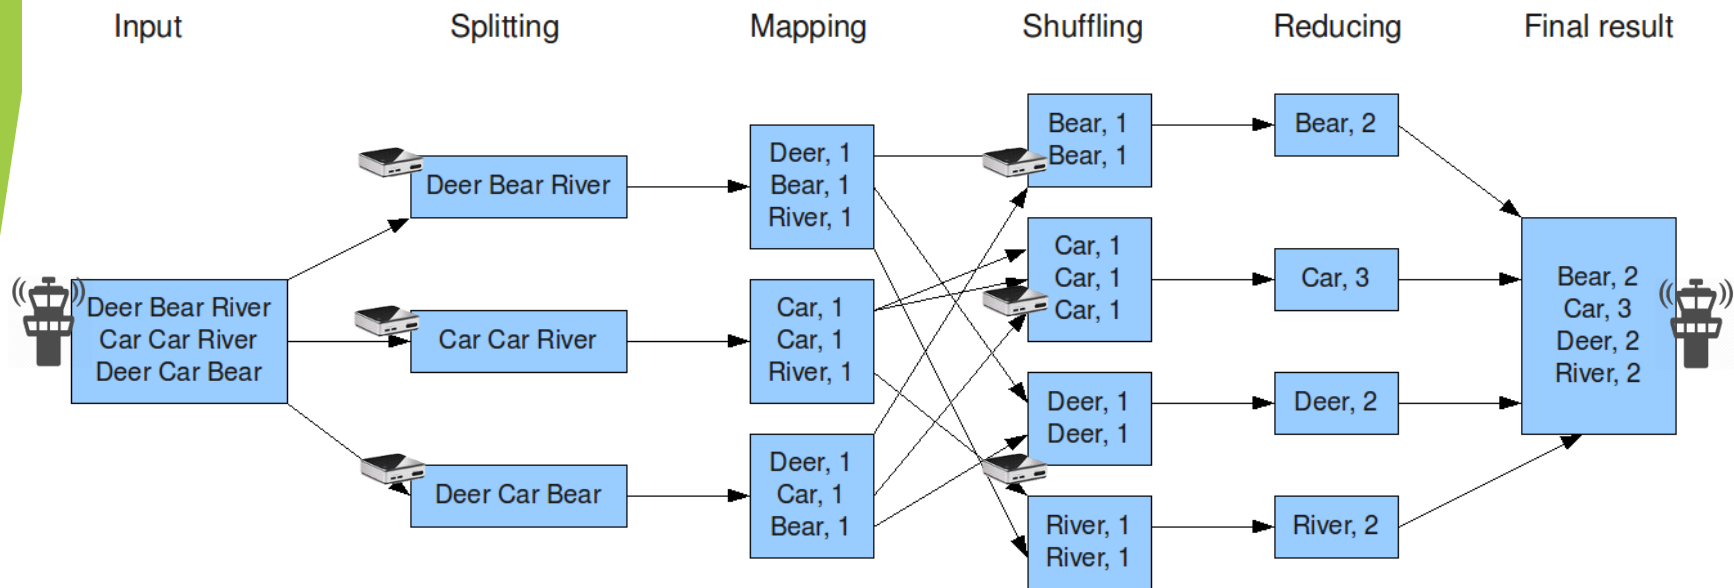 Input
Splitting
Mapping
Shuffling
Reducing
Final result
Deer Bear River
Car Car River
Deer Car Bear
Deer Bear River
Car Car River
Deer Car Bear
Deer, 1
Bear, 1
River, 1
Car, 1
Car, 1
River, 1
Deer, 1
Car, 1
Bear, 1
Bear, 1
Bear, 1
Car, 1
Car, 1
Car, 1
Deer, 1
Deer, 1
River, 1
River, 1
Bear, 2
Car, 3
Deer, 2
River, 2
Bear, 2
Car, 3
Deer, 2
River, 2